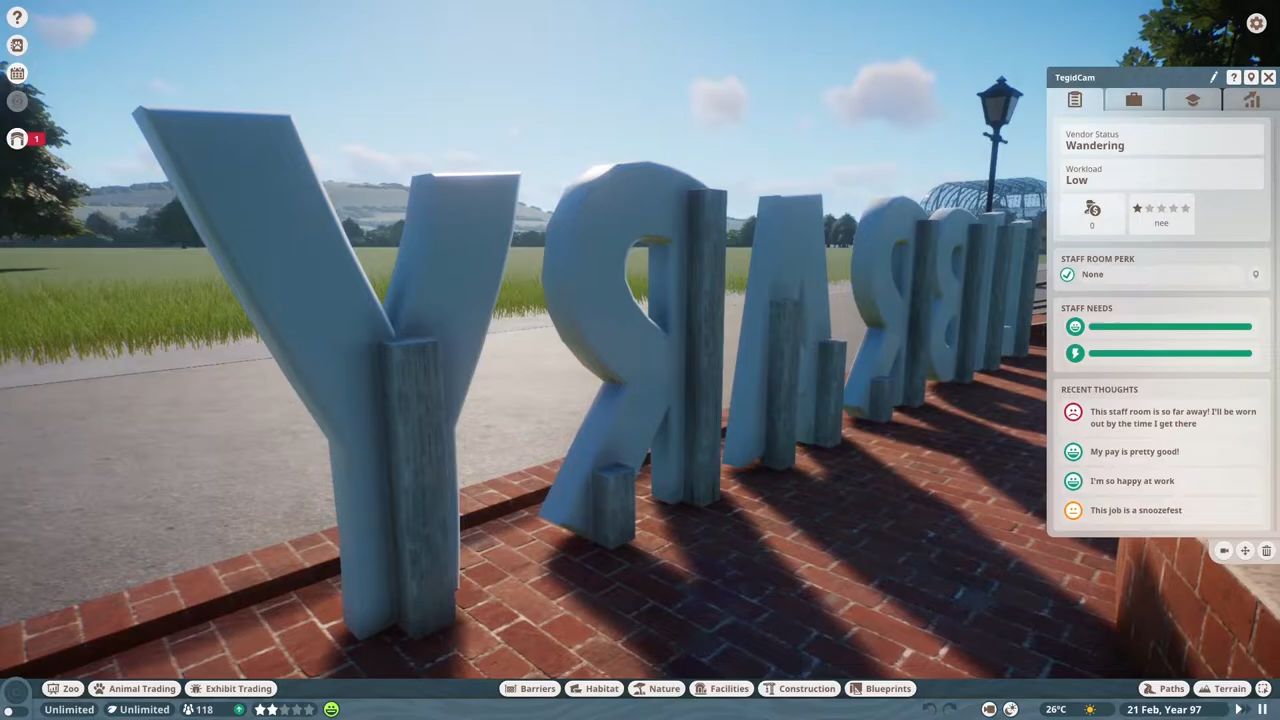 ?
TegidCam
?
1
Vendor Status
Wandering
Workload
Low
0
nee
STAFF ROOM PERK
None
STAFF NEEDS
RECENT THOUGHTS
This staff room is so far away! I'll be worn
out by the time I get there
My pay is pretty good!
I'm so happy at work
This job is a snoozefest
LIBRARY
Zoo
Animal Trading
Exhibit Trading
Barriers
Habitat
Nature
Facilities
Construction
Blueprints
Paths
Terrain
Unlimited
Unlimited
118
26°C
21 Feb, Year 97